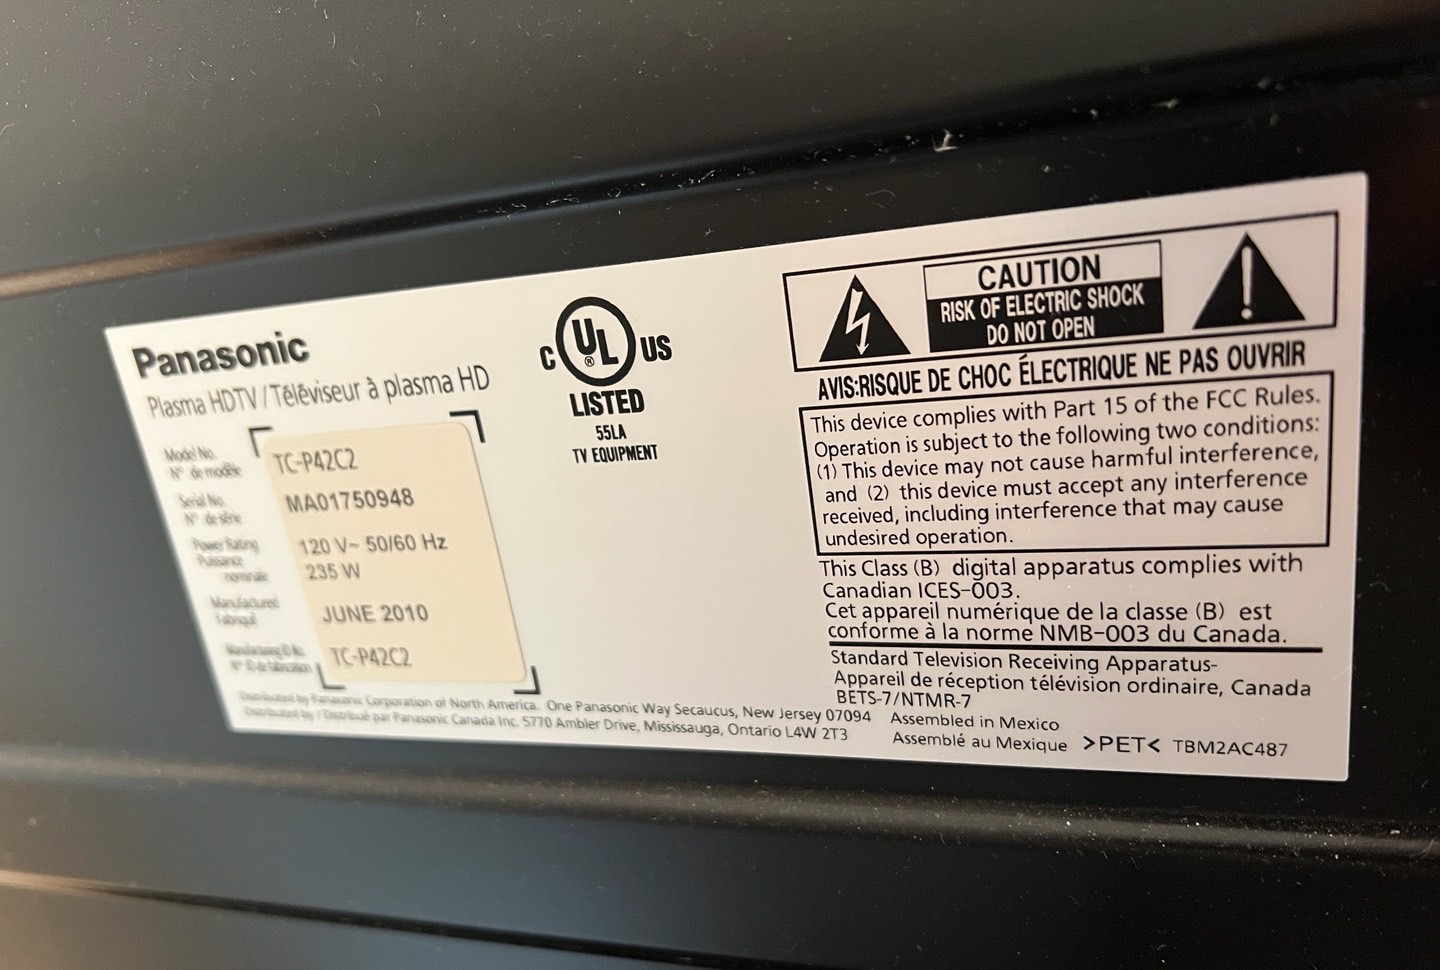 Panasonic
Plasma HDTV / Téléviseur à plasma HD
Model No.
N° de modèle
TC-P42C2
Serial No.
N° de série
MA01750948
Power Rating
Puissance
nominale
120 V~ 50/60 Hz
235 W
Manufactured
Fabriqué
JUNE 2010
Manufacturing ID No.
N° ID de fabrication
TC-P42C2
C UL ® US
LISTED
55LA
TV EQUIPMENT
CAUTION
RISK OF ELECTRIC SHOCK
DO NOT OPEN
AVIS:RISQUE DE CHOC ÉLECTRIQUE NE PAS OUVRIR
This device complies with Part 15 of the FCC Rules.
Operation is subject to the following two conditions:
(1) This device may not cause harmful interference,
and (2) this device must accept any interference
received, including interference that may cause
undesired operation.
This Class (B) digital apparatus complies with
Canadian ICES-003.
Cet appareil numérique de la classe (B) est
conforme à la norme NMB-003 du Canada.
Standard Television Receiving Apparatus-
Appareil de réception télévision ordinaire, Canada
BETS-7/NTMR-7
Distributed by Panasonic Corporation of North America. One Panasonic Way Secaucus, New Jersey 07094
Distributed by / Distribué par Panasonic Canada Inc. 5770 Ambler Drive, Mississauga, Ontario L4W 2T3
Assembled in Mexico
Assemblé au Mexique >PET< TBM2AC487